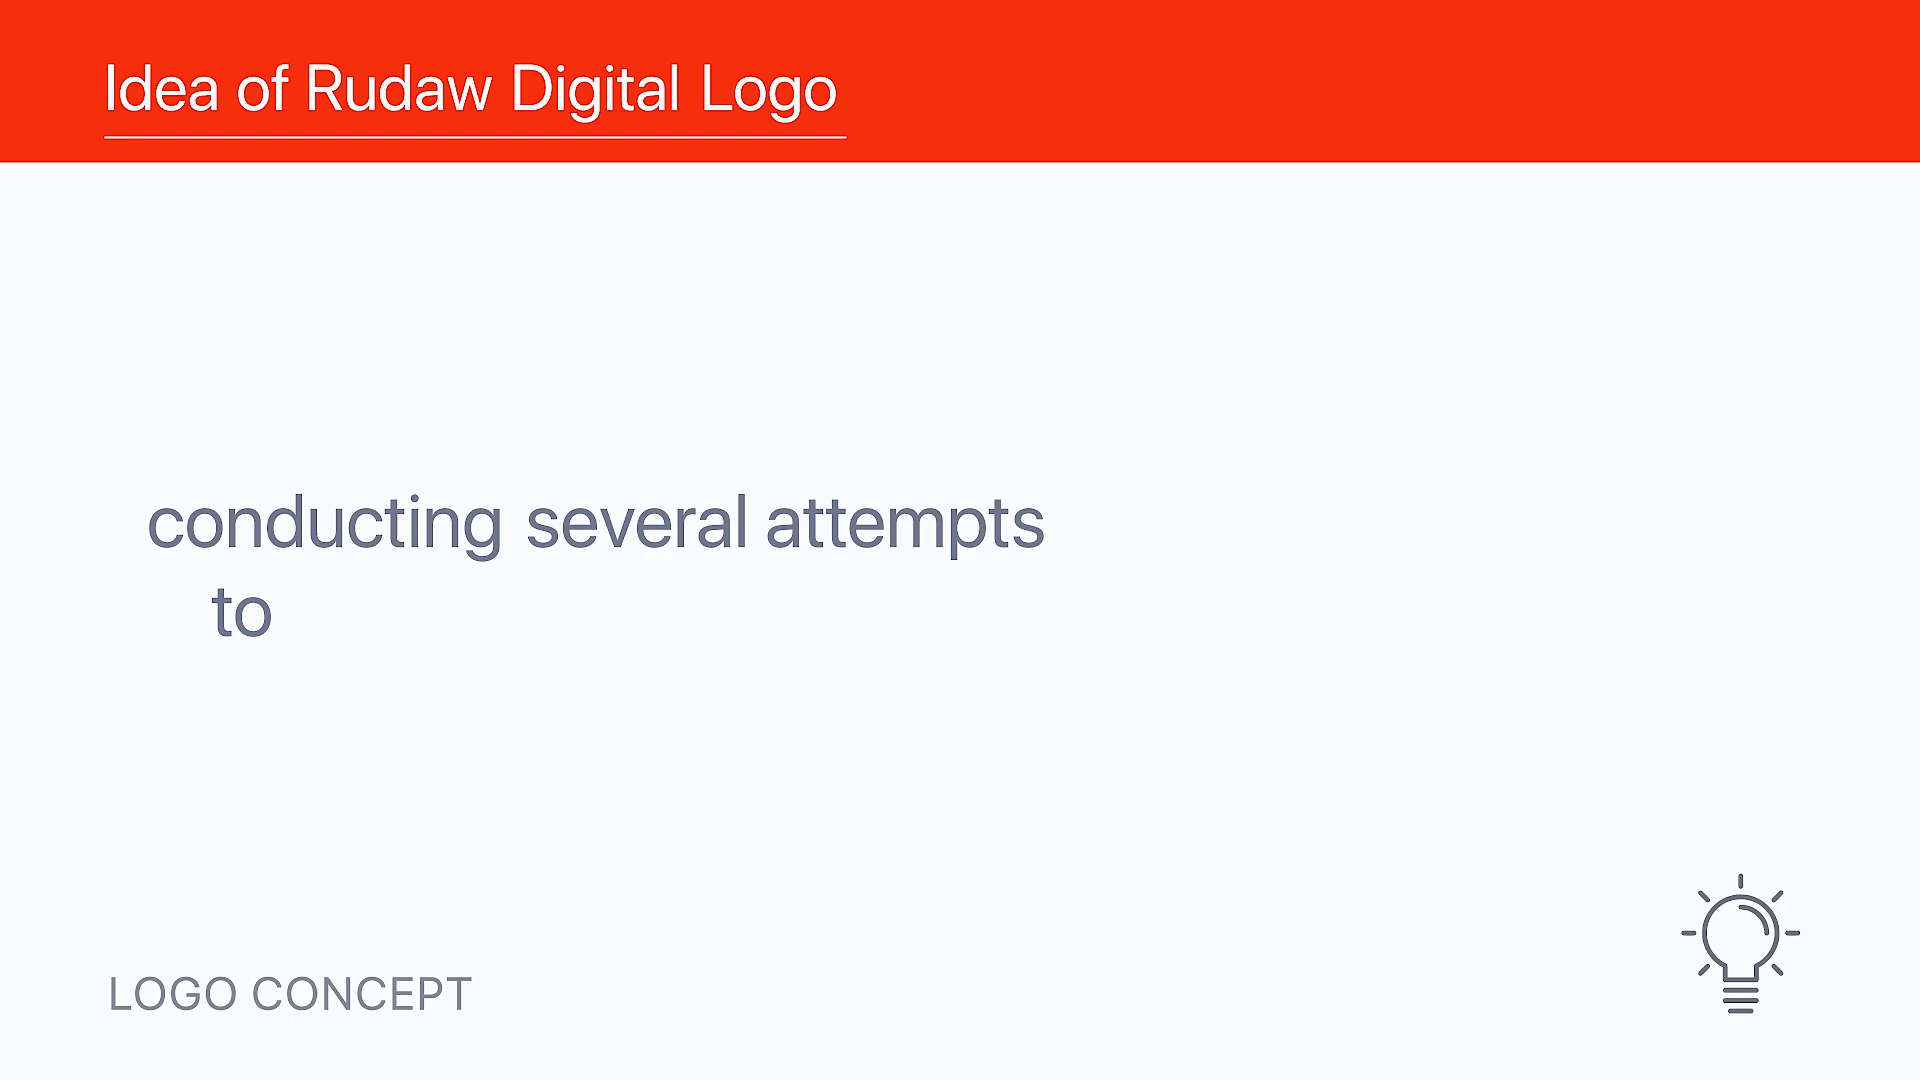 Idea of Rudaw Digital Logo
conducting several attempts
to
LOGO CONCEPT